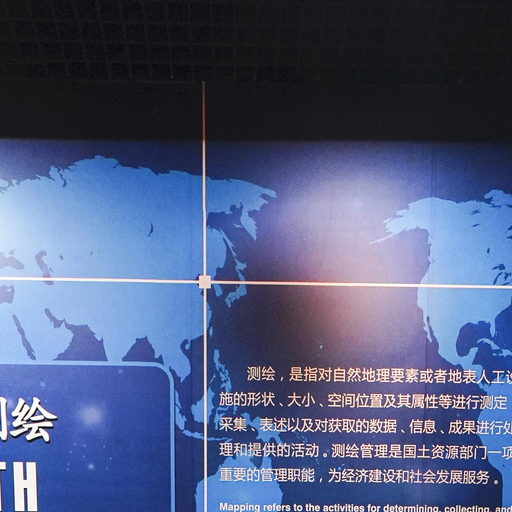 测绘，是指对自然地理要素或者地表人工设
施的形状、大小、空间位置及其属性等进行测定、
采集、表述以及对获取的数据、信息、成果进行处
理和提供的活动。测绘管理是国土资源部门一项
重要的管理职能，为经济建设和社会发展服务。
测绘
TH
Mapping refers to the activities for determining, collecting, and